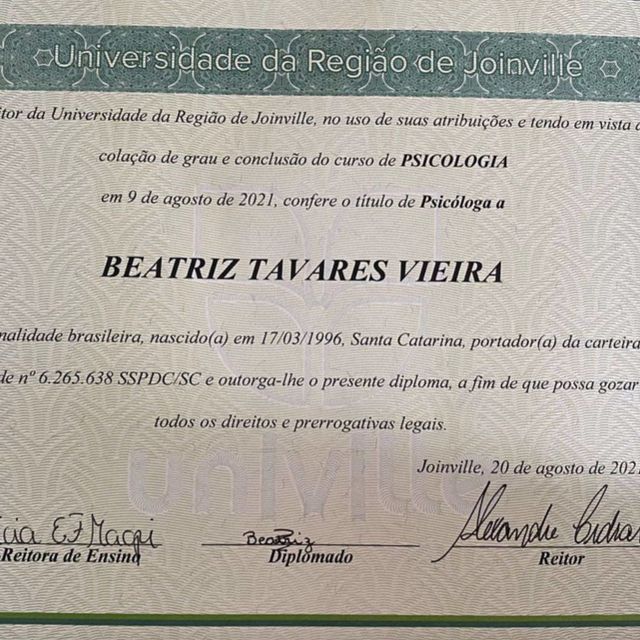 Universidade da Região de Joinville
itor da Universidade da Região de Joinville, no uso de suas atribuições e tendo em vista a
colação de grau e conclusão do curso de PSICOLOGIA
em 9 de agosto de 2021, confere o título de Psicóloga a
BEATRIZ TAVARES VIEIRA
nalidade brasileira, nascido(a) em 17/03/1996, Santa Catarina, portador(a) da carteira
de nº 6.265.638 SSPDC/SC e outorga-lhe o presente diploma, a fim de que possa gozar
todos os direitos e prerrogativas legais.
univille
Joinville, 20 de agosto de 202
Beatriz
Reitora de Ensino
Diplomado
Reitor